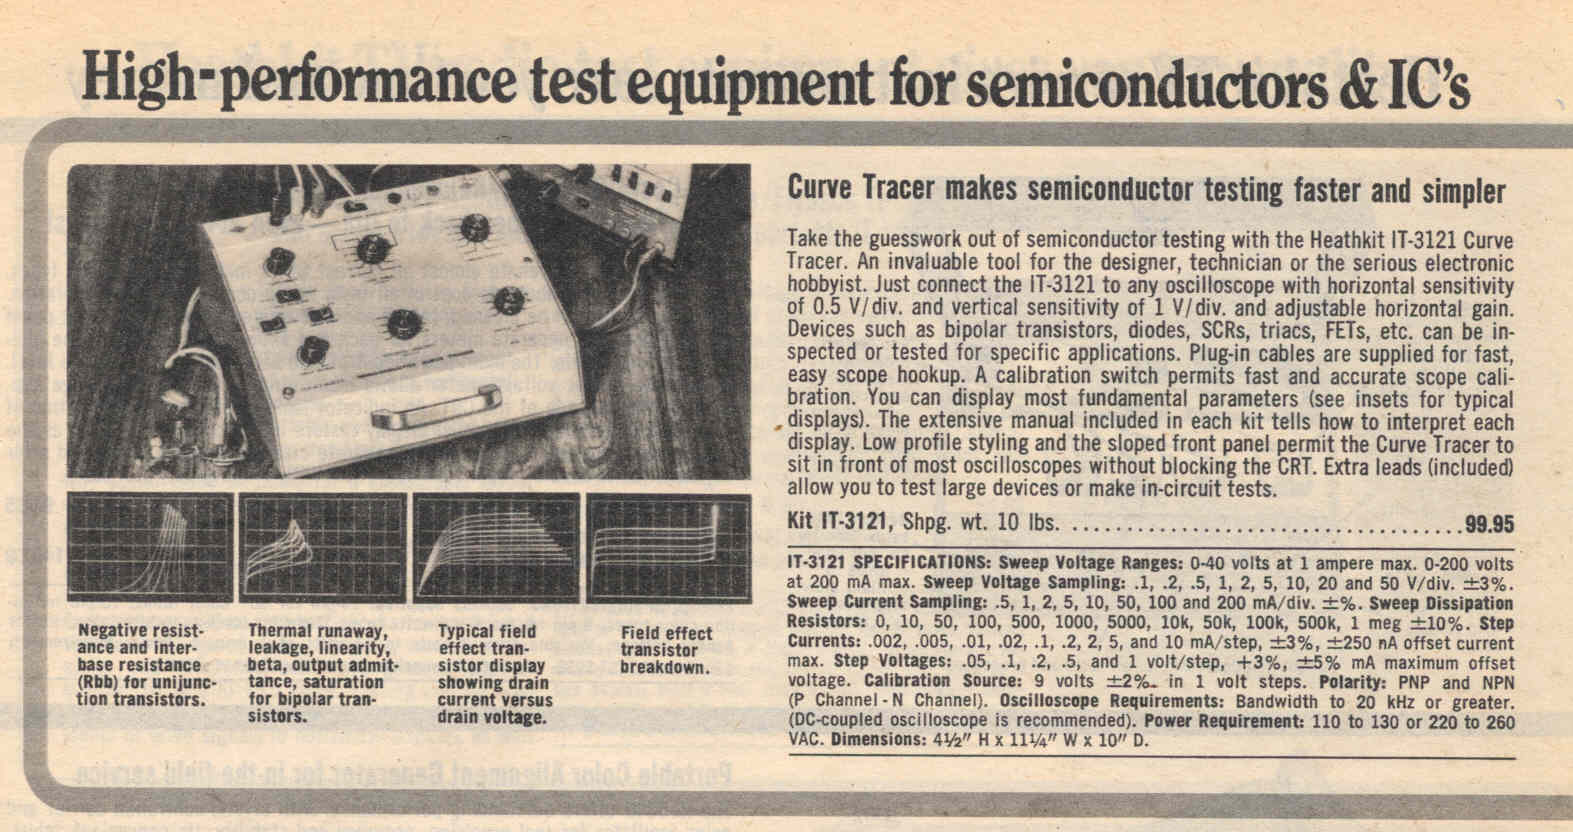 High-performance test equipment for semiconductors & IC's
Curve Tracer makes semiconductor testing faster and simpler
Take the guesswork out of semiconductor testing with the Heathkit IT-3121 Curve
Tracer. An invaluable tool for the designer, technician or the serious electronic
hobbyist. Just connect the IT-3121 to any oscilloscope with horizontal sensitivity
of 0.5 V/div. and vertical sensitivity of 1 V/div. and adjustable horizontal gain.
Devices such as bipolar transistors, diodes, SCRs, triacs, FETs, etc. can be in-
spected or tested for specific applications. Plug-in cables are supplied for fast,
easy scope hookup. A calibration switch permits fast and accurate scope cali-
bration. You can display most fundamental parameters (see insets for typical
displays). The extensive manual included in each kit tells how to interpret each
display. Low profile styling and the sloped front panel permit the Curve Tracer to
sit in front of most oscilloscopes without blocking the CRT. Extra leads (included)
allow you to test large devices or make in-circuit tests.
Kit IT-3121, Shpg. wt. 10 lbs. .....................................99.95
IT-3121 SPECIFICATIONS: Sweep Voltage Ranges: 0-40 volts at 1 ampere max. 0-200 volts
at 200 mA max. Sweep Voltage Sampling: .1, .2, .5, 1, 2, 5, 10, 20 and 50 V/div. ±3%.
Sweep Current Sampling: .5, 1, 2, 5, 10, 50, 100 and 200 mA/div. ±%. Sweep Dissipation
Resistors: 0, 10, 50, 100, 500, 1000, 5000, 10k, 50k, 100k, 500k, 1 meg ±10%. Step
Currents: .002, .005, .01, .02, .1, .2, 2, 5, and 10 mA/step, ±3%, ±250 nA offset current
max. Step Voltages: .05, .1, .2, .5, and 1 volt/step, +3%, ±5% mA maximum offset
voltage. Calibration Source: 9 volts ±2%. in 1 volt steps. Polarity: PNP and NPN
(P Channel - N Channel). Oscilloscope Requirements: Bandwidth to 20 kHz or greater.
(DC-coupled oscilloscope is recommended). Power Requirement: 110 to 130 or 220 to 260
VAC. Dimensions: 4½" H x 11¼" W x 10" D.
Negative resist-
ance and inter-
base resistance
(Rbb) for unijunc-
tion transistors.
Thermal runaway,
leakage, linearity,
beta, output admit-
tance, saturation
for bipolar tran-
sistors.
Typical field
effect tran-
sistor display
showing drain
current versus
drain voltage.
Field effect
transistor
breakdown.